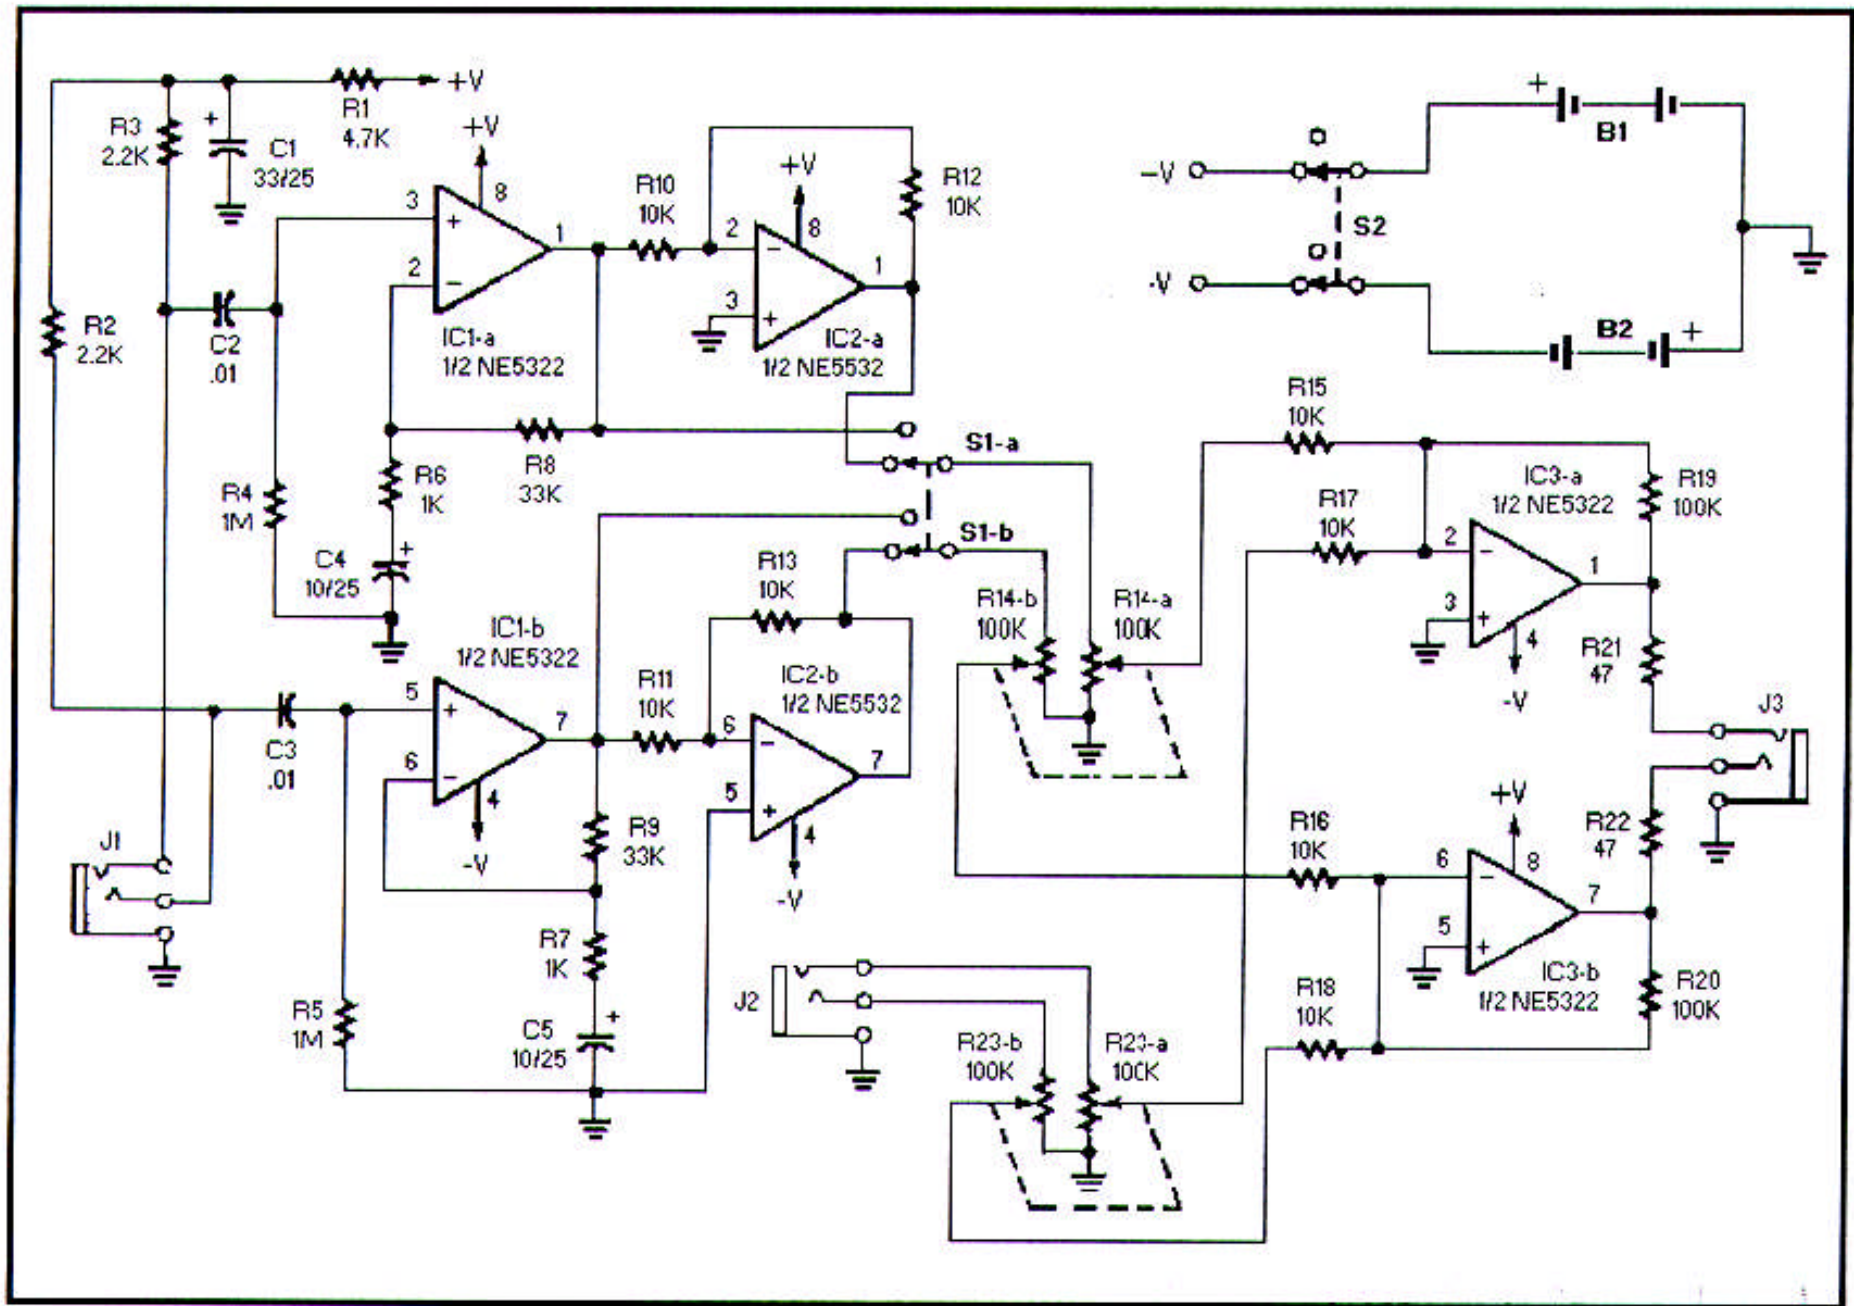 +V
R1
4.7K
R3
2.2K
+
C1
33/25
+V
8
3
+
1
2
−
IC1-a
1/2 NE5322
R10
10K
+V
8
2
−
1
3
+
IC2-a
1/2 NE5532
R12
10K
-V
-V
S2
+
B1
B2
+
R2
2.2K
C2
.01
R4
1M
R6
1K
R8
33K
C4
10/25
+
S1-a
S1-b
R15
10K
R17
10K
IC3-a
1/2 NE5322
R19
100K
2
−
1
3
+
4
-V
R21
47
J3
IC1-b
1/2 NE5322
5
+
7
6
−
4
-V
R13
10K
R11
10K
IC2-b
1/2 NE5532
6
−
7
5
+
4
-V
R14-b
100K
R14-a
100K
C3
.01
R9
33K
J1
R7
1K
R5
1M
C5
10/25
+
J2
R16
10K
+V
8
6
−
7
5
+
IC3-b
1/2 NE5322
R22
47
R18
10K
R20
100K
R23-b
100K
R23-a
100K